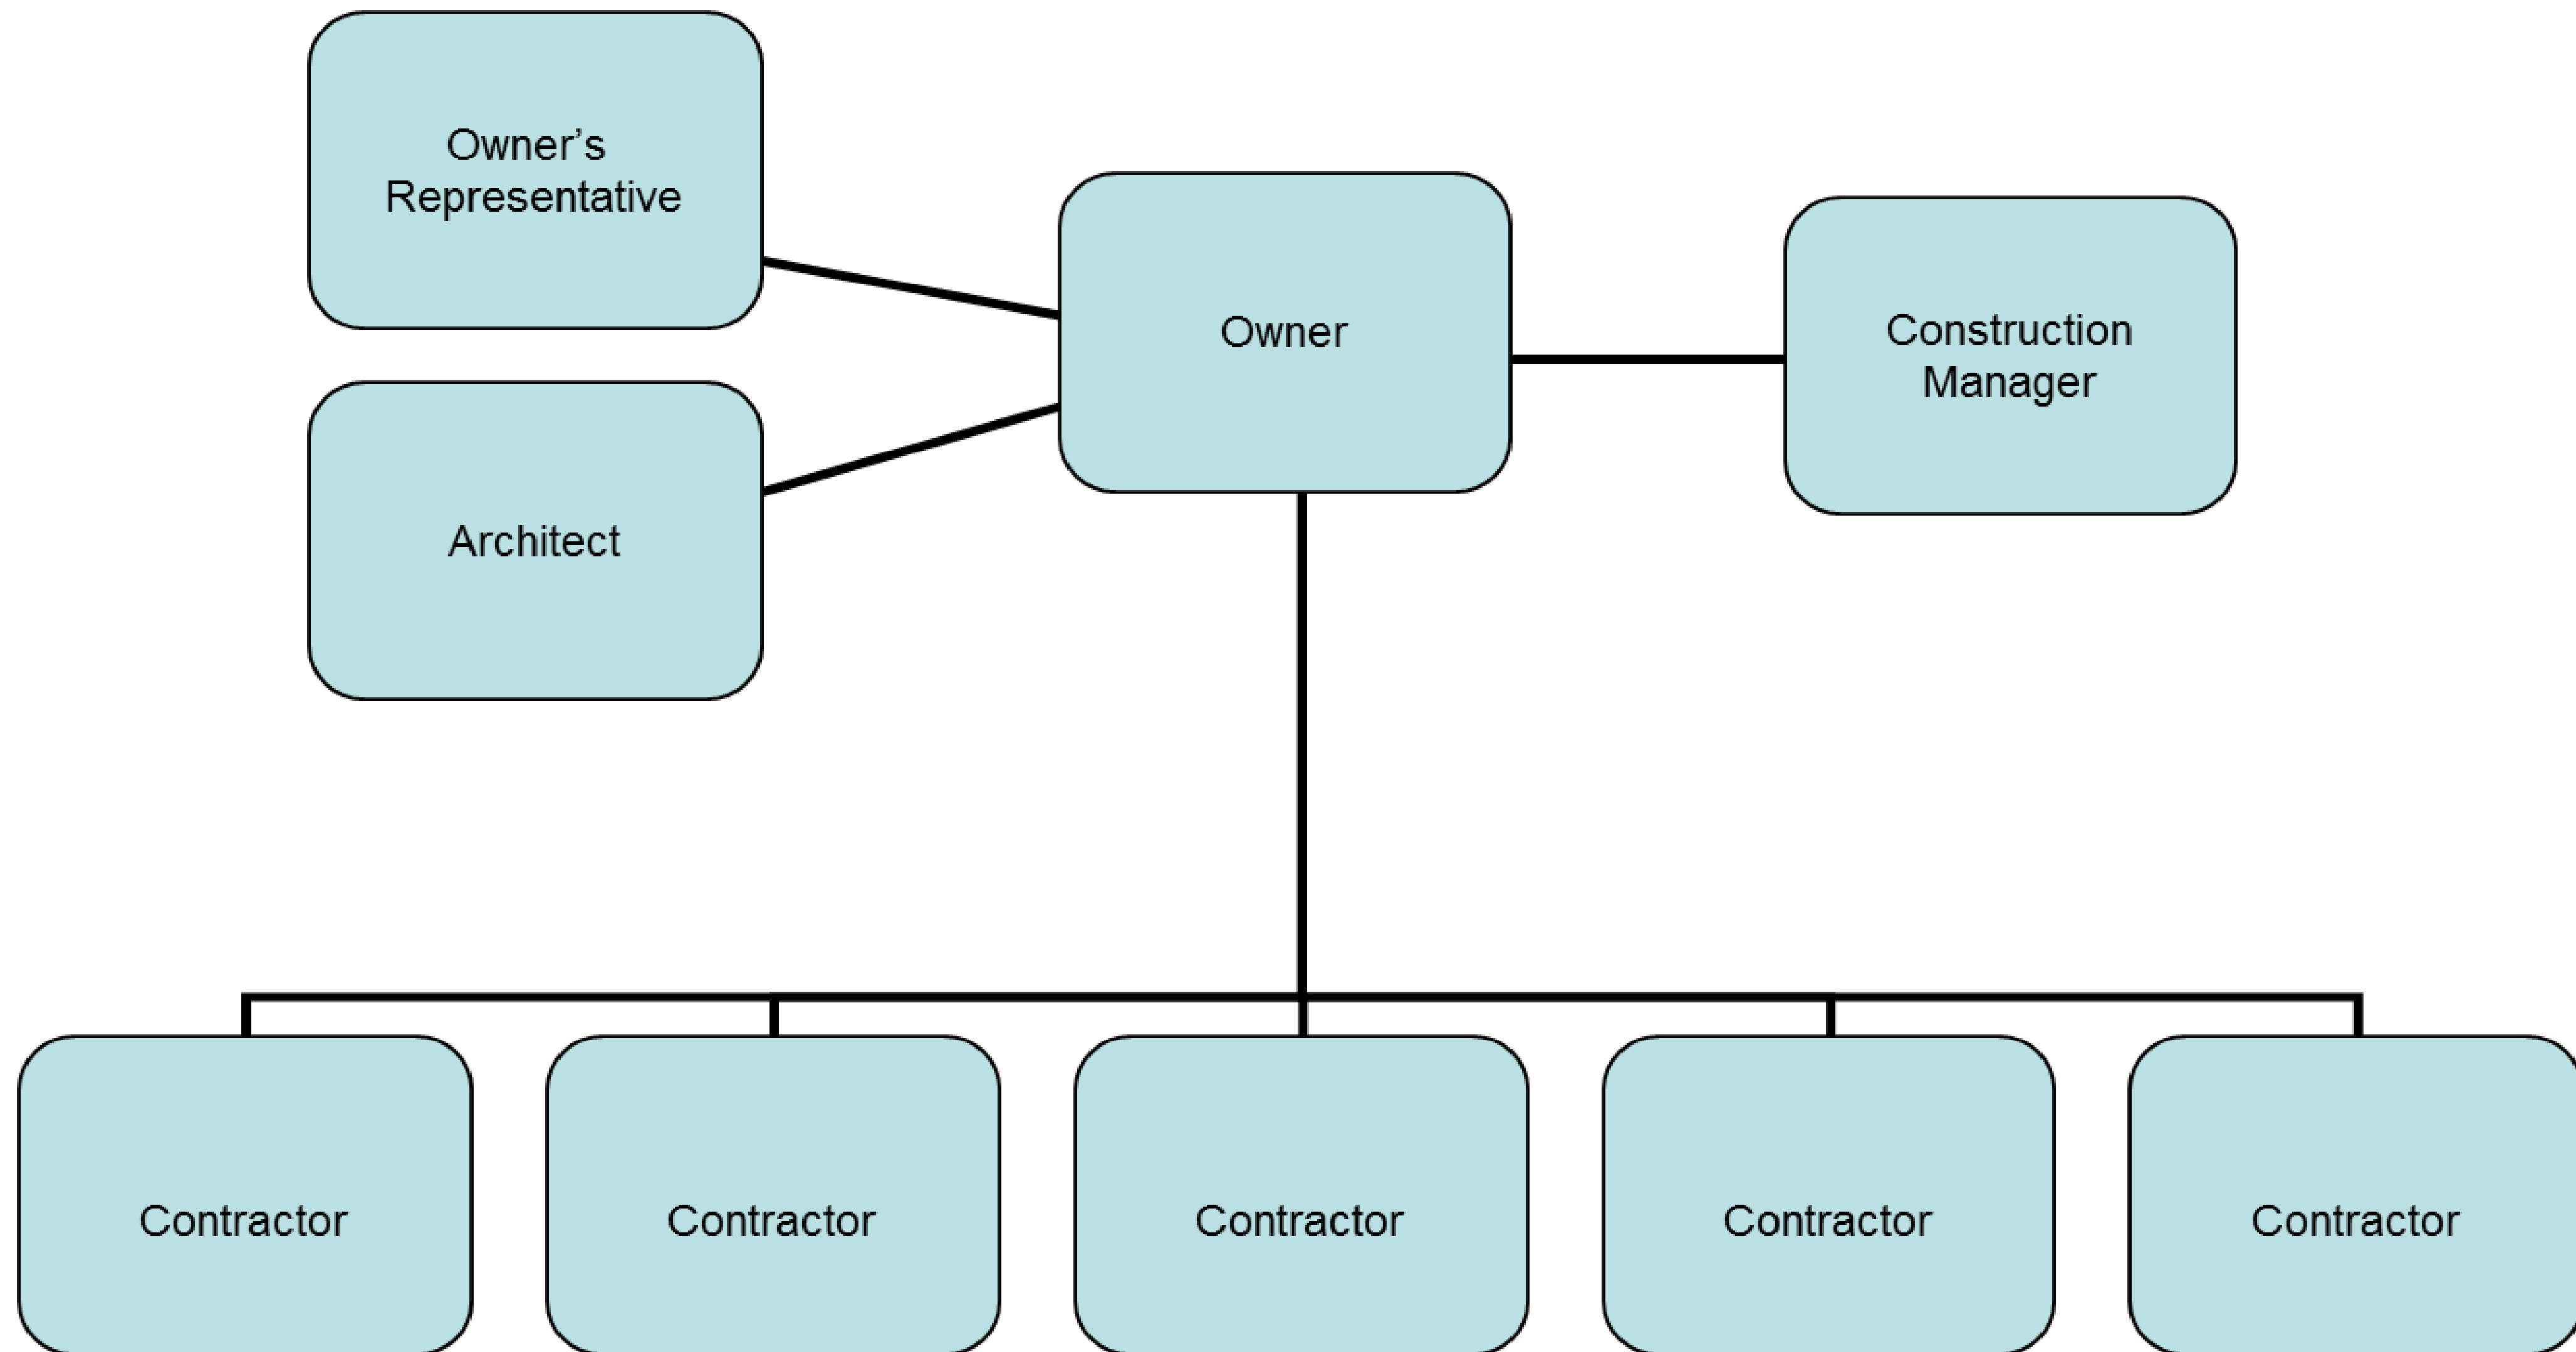 Owner’s
Representative
Owner
Construction
Manager
Architect
Contractor
Contractor
Contractor
Contractor
Contractor